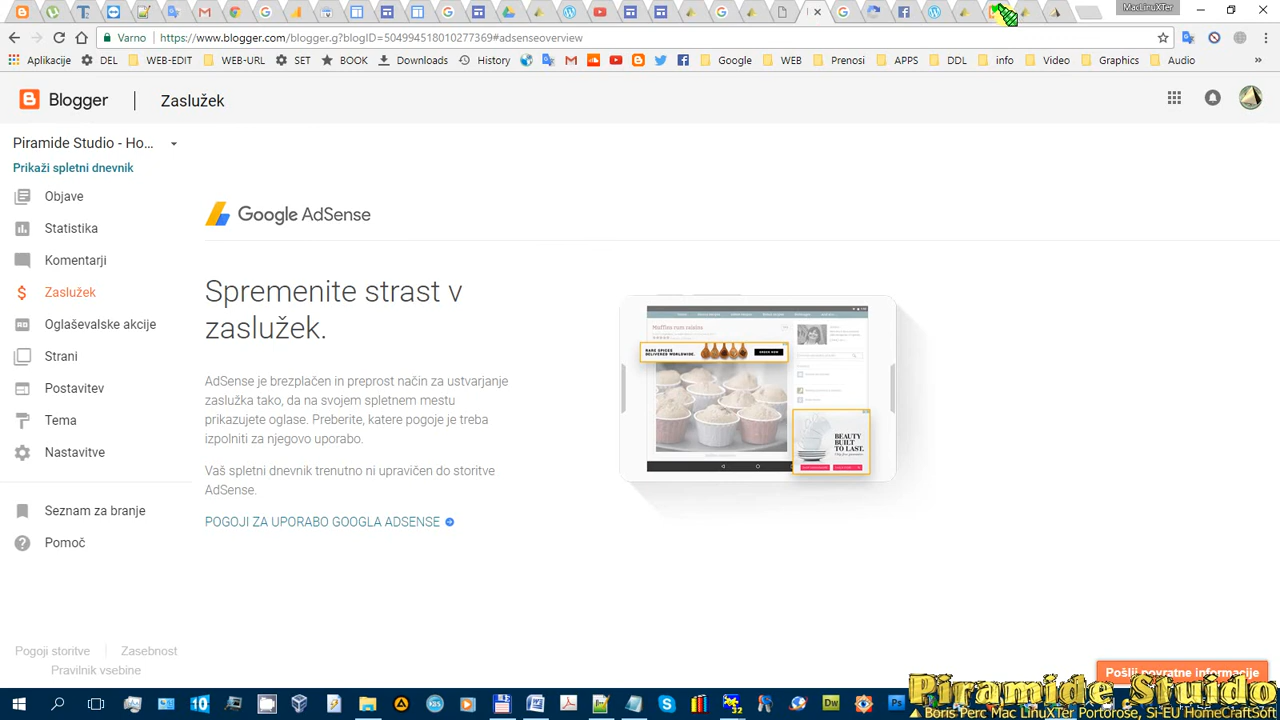 MacLinuXTer
Varno
https://www.blogger.com/blogger.g?blogID=504994518010277369#adsenseoverview
Aplikacije
DEL
WEB-EDIT
WEB-URL
SET
BOOK
Downloads
History
Google
WEB
Prenosi
APPS
DDL
info
Video
Graphics
Audio
Blogger
Zaslužek
Piramide Studio - Ho...
Prikaži spletni dnevnik
Objave
Statistika
Komentarji
Zaslužek
Oglaševalske akcije
Strani
Postavitev
Tema
Nastavitve
Seznam za branje
Pomoč
Google AdSense
Spremenite strast v
zaslužek.
AdSense je brezplačen in preprost način za ustvarjanje
zaslužka tako, da na svojem spletnem mestu
prikazujete oglase. Preberite, katere pogoje je treba
izpolniti za njegovo uporabo.
Vaš spletni dnevnik trenutno ni upravičen do storitve
AdSense.
POGOJI ZA UPORABO GOOGLA ADSENSE
RARE SPICES
DELIVERED WORLDWIDE.
BEAUTY
BUILT
TO LAST.
Pogoji storitve
Zasebnost
Pravilnik vsebine
Pošlji povratne informacije
Piramide Stuido
▲ Boris Perc Mac LinuXTer Portorose, Si-EU HomeCraftSoft